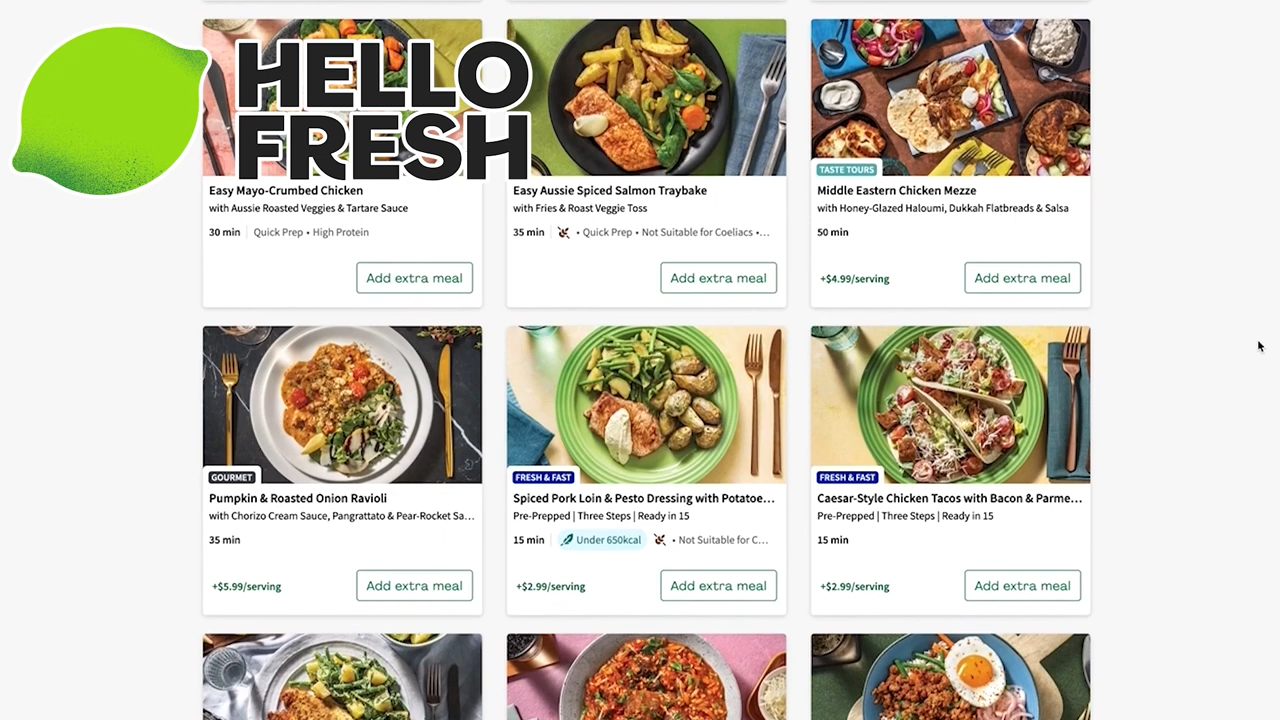 HELLO
FRESH
Easy Mayo-Crumbed Chicken
with Aussie Roasted Veggies & Tartare Sauce
30 min Quick Prep • High Protein
Add extra meal
Easy Aussie Spiced Salmon Traybake
with Fries & Roast Veggie Toss
35 min • Quick Prep • Not Suitable for Coeliacs •...
Add extra meal
TASTE TOURS
Middle Eastern Chicken Mezze
with Honey-Glazed Haloumi, Dukkah Flatbreads & Salsa
50 min
+$4.99/serving Add extra meal
GOURMET
Pumpkin & Roasted Onion Ravioli
with Chorizo Cream Sauce, Pangrattato & Pear-Rocket Sa...
35 min
+$5.99/serving Add extra meal
FRESH & FAST
Spiced Pork Loin & Pesto Dressing with Potatoe...
Pre-Prepped | Three Steps | Ready in 15
15 min Under 650kcal • Not Suitable for C...
+$2.99/serving Add extra meal
FRESH & FAST
Caesar-Style Chicken Tacos with Bacon & Parme...
Pre-Prepped | Three Steps | Ready in 15
15 min
+$2.99/serving Add extra meal